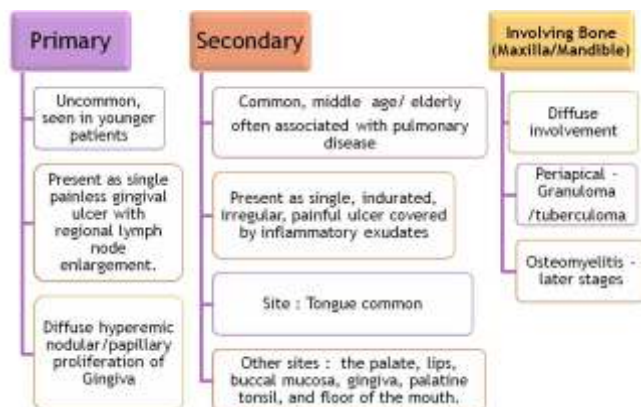 Primary
Uncommon,
seen in younger
patients
Present as single
painless gingival
ulcer with
regional lymph
node
enlargement.
Diffuse hyperemic
nodular/papillary
proliferation of
Gingiva
Secondary
Common, middle age/ elderly
often associated with pulmonary
disease
Present as single, indurated,
irregular, painful ulcer covered
by inflammatory exudates
Site : Tongue common
Other sites : the palate, lips,
buccal mucosa, gingiva, palatine
tonsil, and floor of the mouth.
Involving Bone
(Maxilla/Mandible)
Diffuse
involvement
Periapical -
Granuloma
/tuberculoma
Osteomyelitis -
later stages